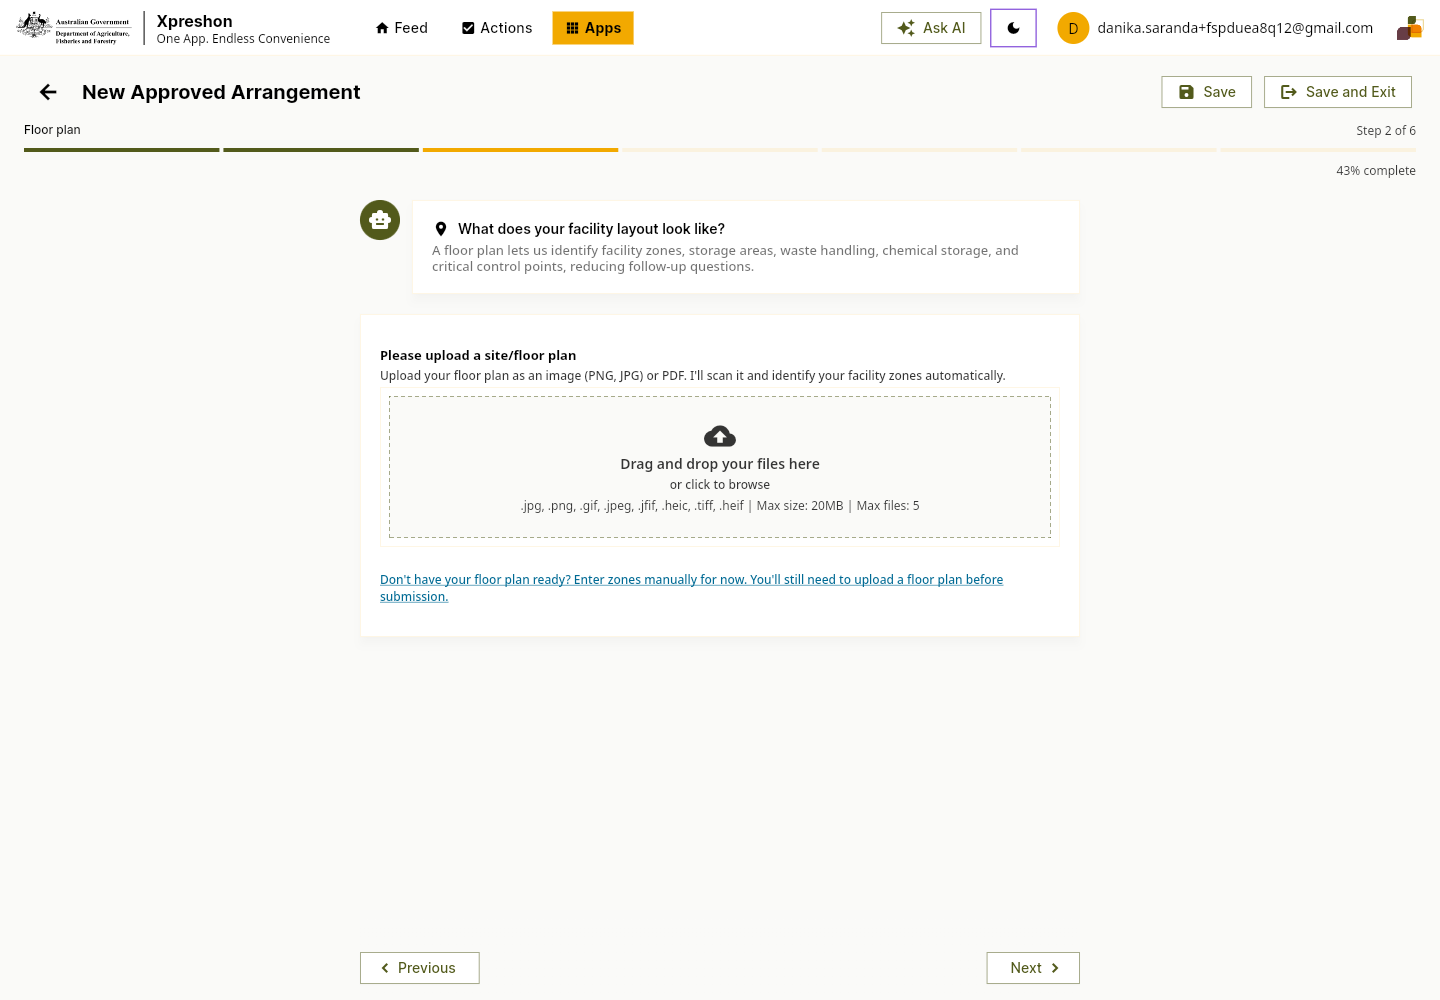 Australian Government
Department of Agriculture,
Fisheries and Forestry
Xpreshon
One App. Endless Convenience
Feed
Actions
Apps
Ask AI
D
danika.saranda+fspduea8q12@gmail.com
New Approved Arrangement
Save
Save and Exit
Floor plan
Step 2 of 6
43% complete
What does your facility layout look like?
A floor plan lets us identify facility zones, storage areas, waste handling, chemical storage, and
critical control points, reducing follow-up questions.
Please upload a site/floor plan
Upload your floor plan as an image (PNG, JPG) or PDF. I'll scan it and identify your facility zones automatically.
Drag and drop your files here
or click to browse
.jpg, .png, .gif, .jpeg, .jfif, .heic, .tiff, .heif | Max size: 20MB | Max files: 5
Don't have your floor plan ready? Enter zones manually for now. You'll still need to upload a floor plan before
submission.
Previous
Next